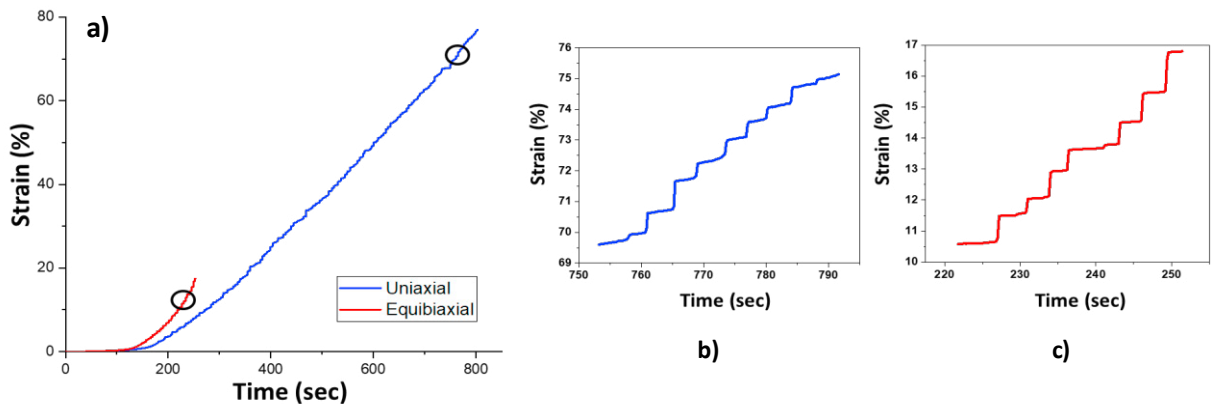 a)
80
60
40
20
0
Strain (%)
0 200 400 600 800
Time (sec)
Uniaxial
Equibiaxial
76
75
74
73
72
71
70
69
Strain (%)
750 760 770 780 790
Time (sec)
b)
17
16
15
14
13
12
11
10
Strain (%)
220 230 240 250
Time (sec)
c)